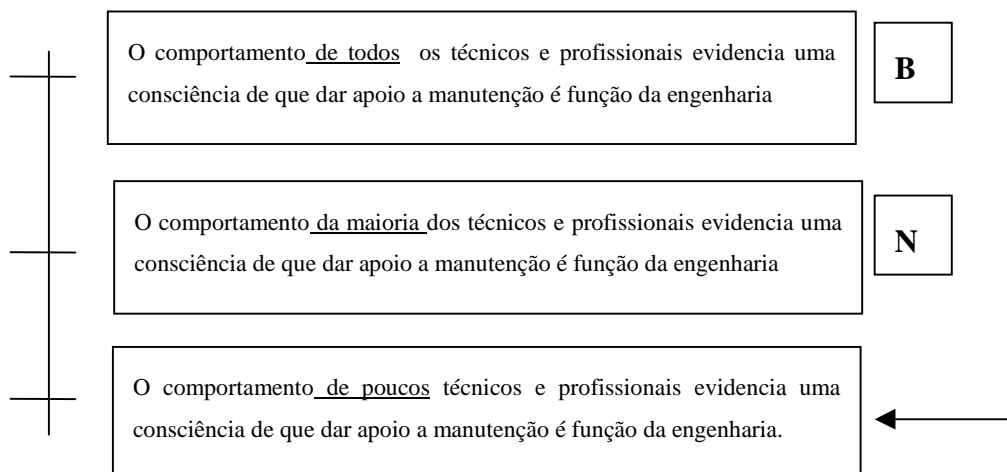 O comportamento de todos os técnicos e profissionais evidencia uma
consciência de que dar apoio a manutenção é função da engenharia
B
O comportamento da maioria dos técnicos e profissionais evidencia uma
consciência de que dar apoio a manutenção é função da engenharia
N
O comportamento de poucos técnicos e profissionais evidencia uma
consciência de que dar apoio a manutenção é função da engenharia.